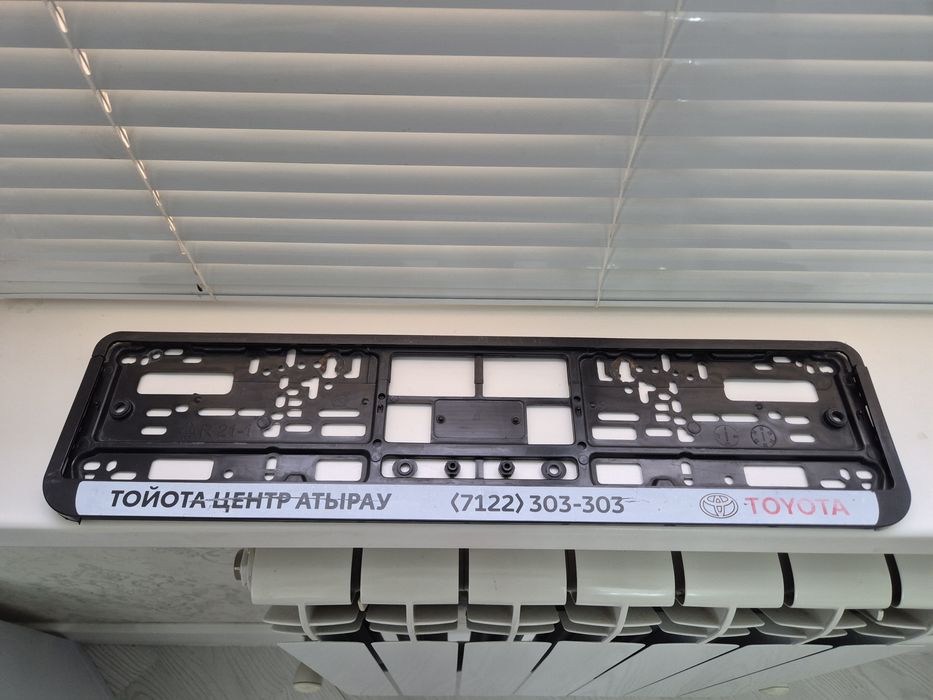 ТОЙОТА ЦЕНТР АТЫРАУ (7122) 303-303 TOYOTA